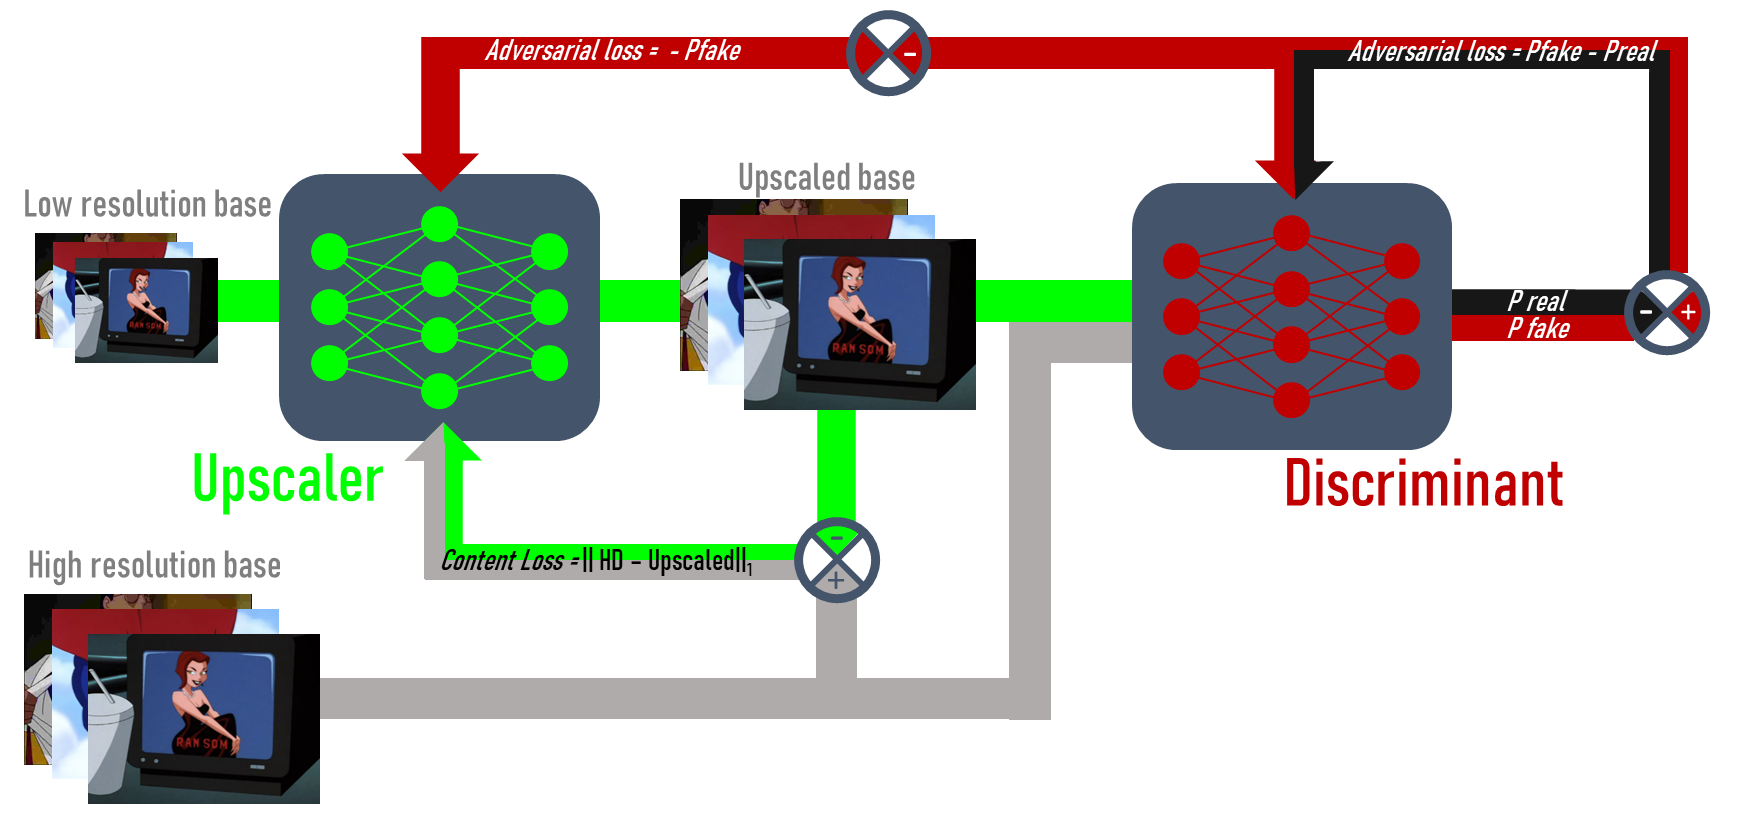 Adversarial loss = - Pfake
-
Adversarial loss = Pfake - Preal
Upscaled base
Low resolution base
RANSOM
RANSOM
P real
P fake
-
+
Upscaler
Discriminant
-
Content Loss = || HD - Upscaled||₁
+
High resolution base
RANSOM